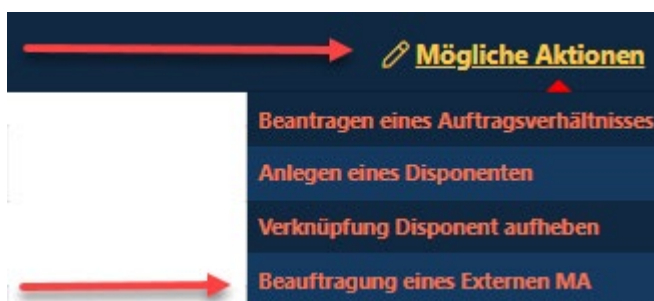 Mögliche Aktionen
Beantragen eines Auftragsverhältnisses
Anlegen eines Disponenten
Verknüpfung Disponent aufheben
Beauftragung eines Externen MA